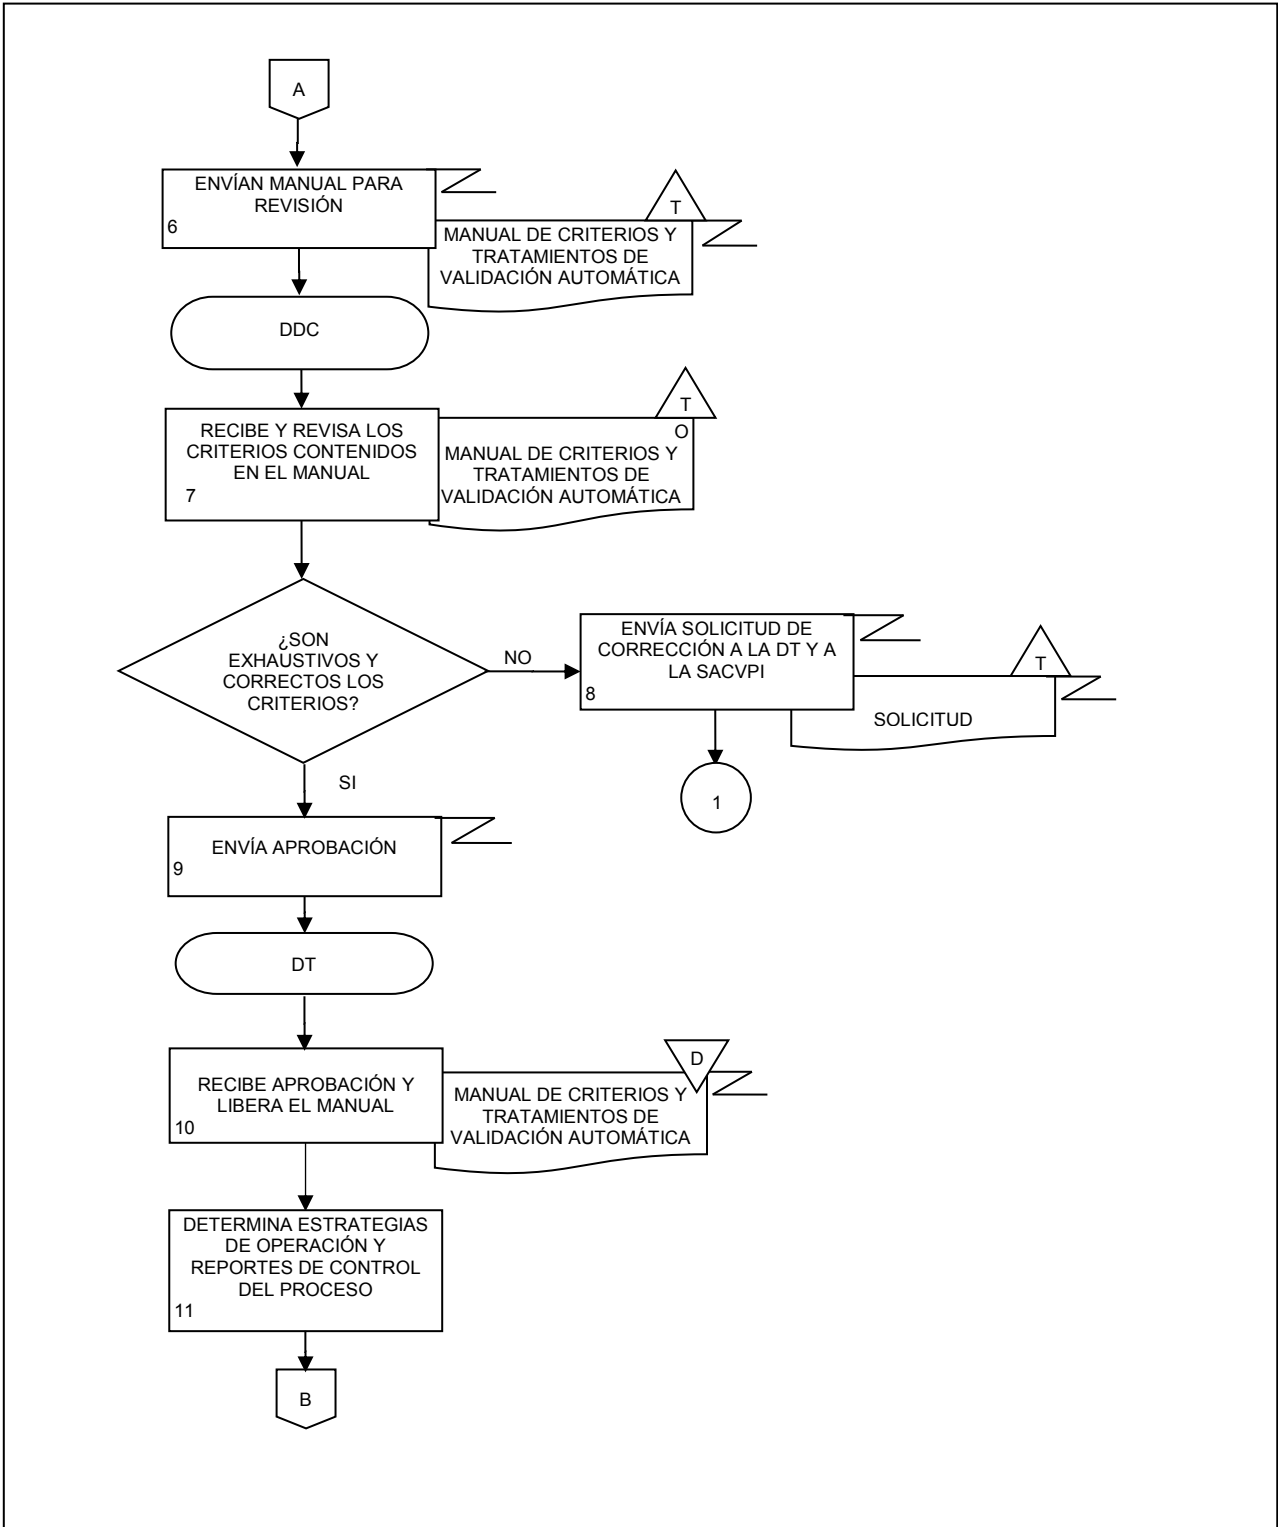 A
ENVÍAN MANUAL PARA
REVISIÓN
6
T
MANUAL DE CRITERIOS Y
TRATAMIENTOS DE
VALIDACIÓN AUTOMÁTICA
DDC
RECIBE Y REVISA LOS
CRITERIOS CONTENIDOS
EN EL MANUAL
7
T
O
MANUAL DE CRITERIOS Y
TRATAMIENTOS DE
VALIDACIÓN AUTOMÁTICA
¿SON
EXHAUSTIVOS Y
CORRECTOS LOS
CRITERIOS?
NO
ENVÍA SOLICITUD DE
CORRECCIÓN A LA DT Y A
LA SACVPI
8
T
SOLICITUD
1
SI
ENVÍA APROBACIÓN
9
DT
RECIBE APROBACIÓN Y
LIBERA EL MANUAL
10
D
MANUAL DE CRITERIOS Y
TRATAMIENTOS DE
VALIDACIÓN AUTOMÁTICA
DETERMINA ESTRATEGIAS
DE OPERACIÓN Y
REPORTES DE CONTROL
DEL PROCESO
11
B